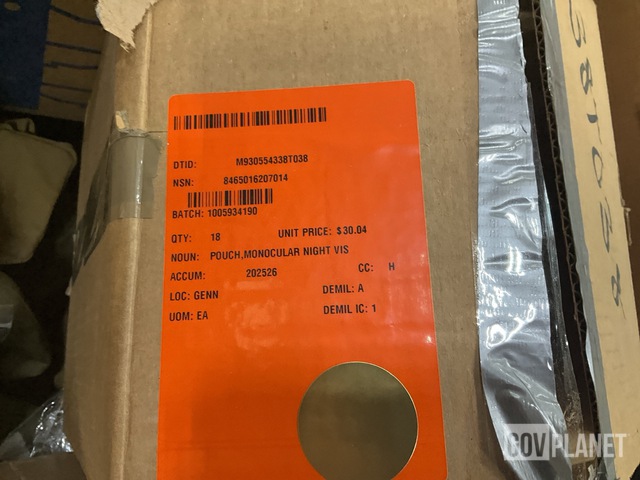 DTID: M930554338T038
NSN: 8465016207014
BATCH: 1005934190
QTY: 18 UNIT PRICE: $30.04
NOUN: POUCH,MONOCULAR NIGHT VIS
ACCUM: 202526 CC: H
LOC: GENN DEMIL: A
UOM: EA DEMIL IC: 1
GOVPLANET